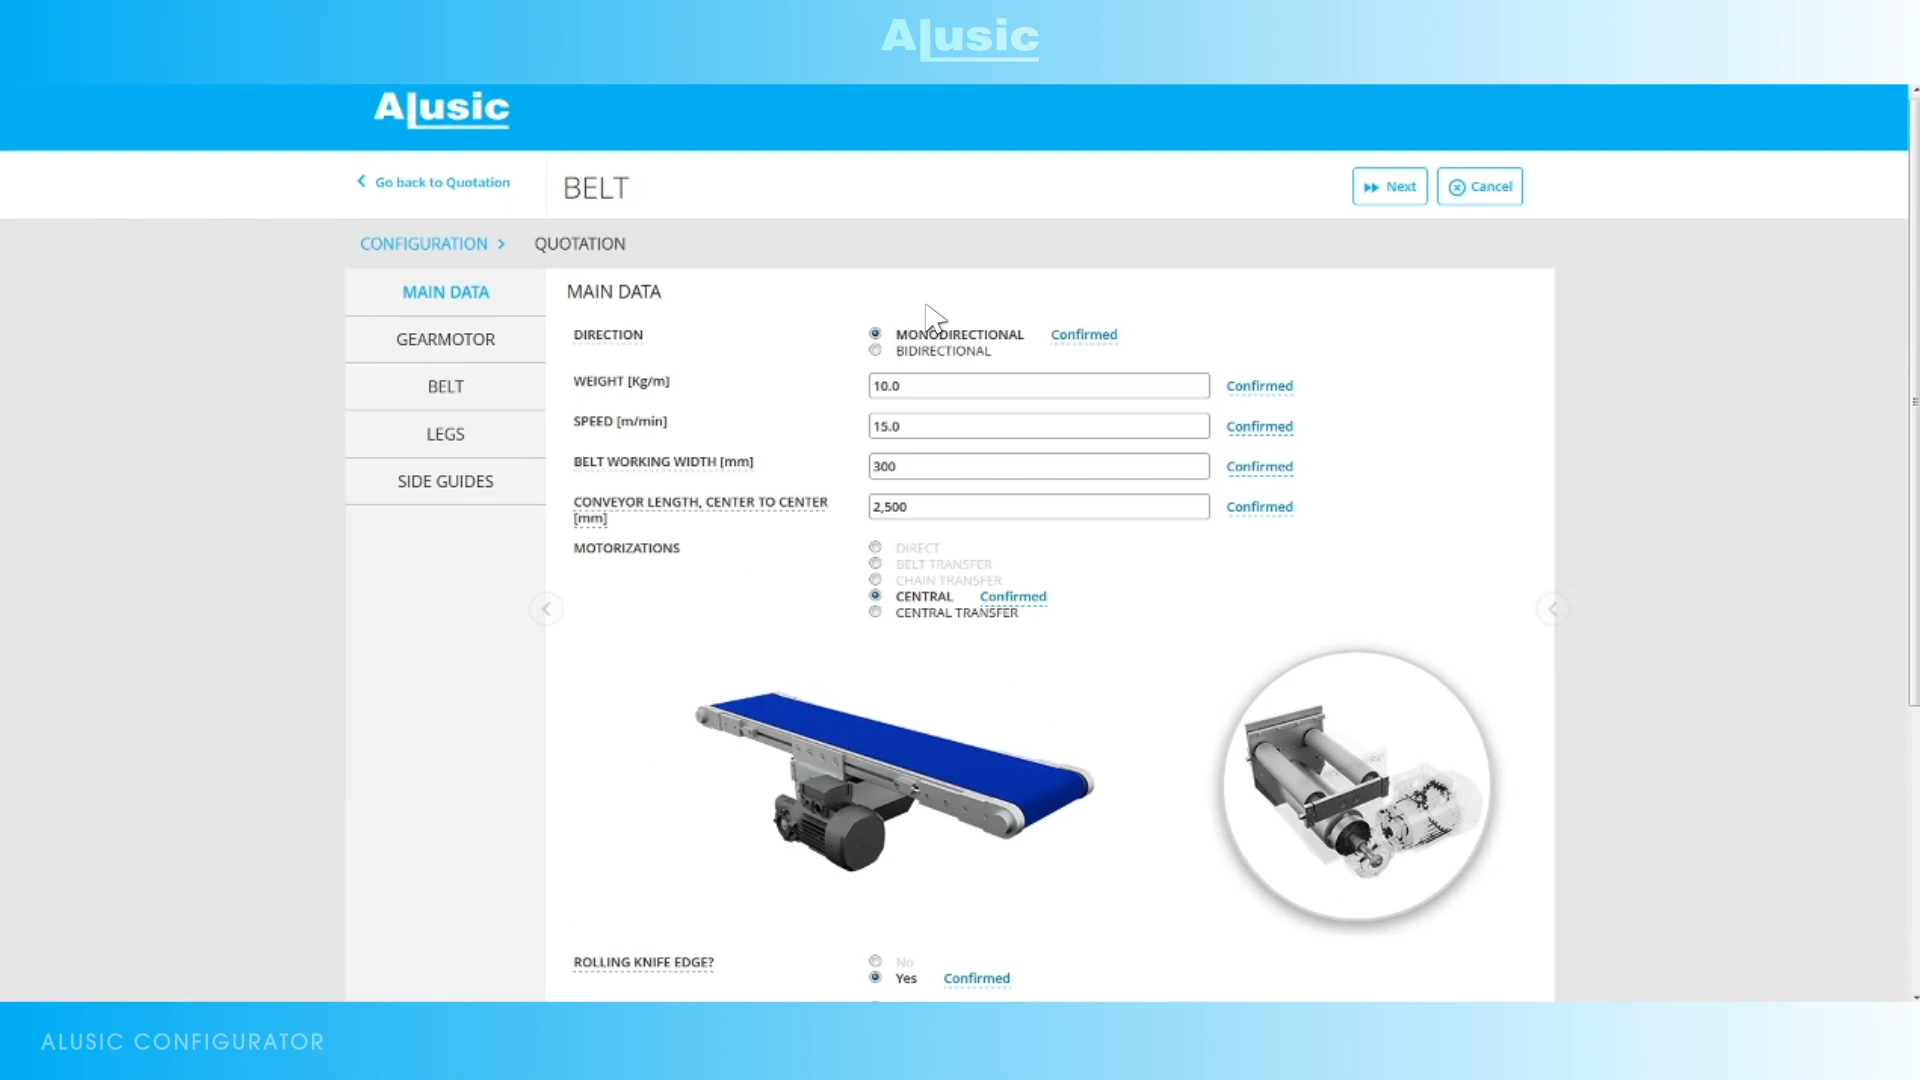 Alusic
Alusic
Go back to Quotation
BELT
Next
Cancel
CONFIGURATION
QUOTATION
MAIN DATA
GEARMOTOR
BELT
LEGS
SIDE GUIDES
MAIN DATA
DIRECTION
MONODIRECTIONAL Confirmed
BIDIRECTIONAL
WEIGHT [Kg/m] 10.0 Confirmed
SPEED [m/min] 15.0 Confirmed
BELT WORKING WIDTH [mm] 300 Confirmed
CONVEYOR LENGTH, CENTER TO CENTER
[mm]
2,500 Confirmed
MOTORIZATIONS
DIRECT
BELT TRANSFER
CHAIN TRANSFER
CENTRAL Confirmed
CENTRAL TRANSFER
ROLLING KNIFE EDGE?
No
Yes Confirmed
ALUSIC CONFIGURATOR